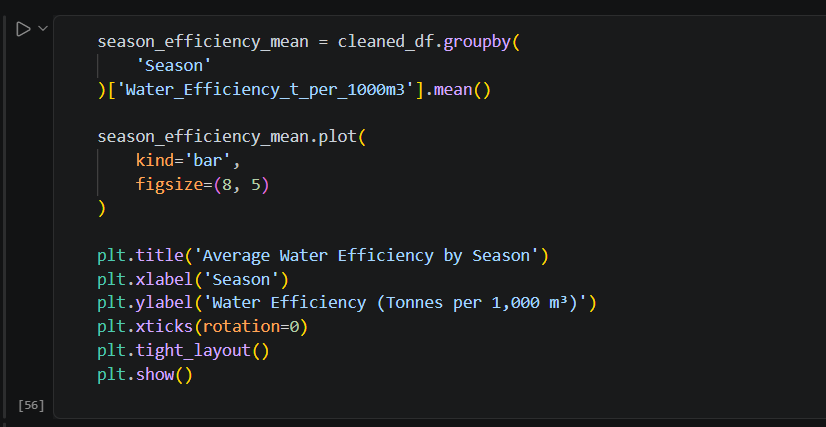 season_efficiency_mean = cleaned_df.groupby(
    'Season'
)['Water_Efficiency_t_per_1000m3'].mean()

season_efficiency_mean.plot(
    kind='bar',
    figsize=(8, 5)
)

plt.title('Average Water Efficiency by Season')
plt.xlabel('Season')
plt.ylabel('Water Efficiency (Tonnes per 1,000 m³)')
plt.xticks(rotation=0)
plt.tight_layout()
plt.show()
[56]